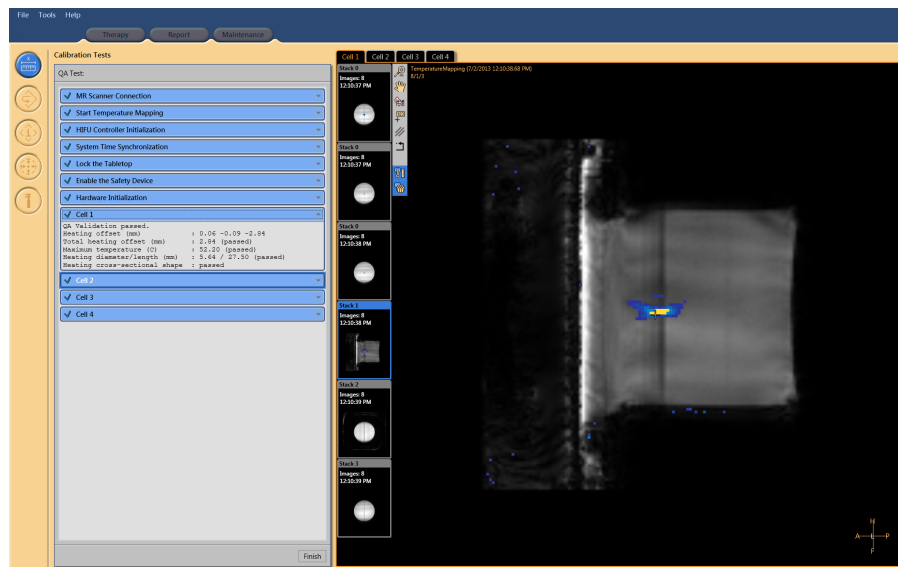 File Tools Help
Therapy Report Maintenance
Calibration Tests
QA Test:
MR Scanner Connection
Start Temperature Mapping
HIFU Controller Initialization
System Time Synchronization
Lock the Tabletop
Enable the Safety Device
Hardware Initialization
Cell 1
QA Validation passed.
Heating offset (mm) : 0.06 -0.09 -2.84
Total heating offset (mm) : 2.84 (passed)
Maximum temperature (C) : 52.20 (passed)
Heating diameter/length (mm) : 5.64 / 27.50 (passed)
Heating cross-sectional shape : passed
Cell 2
Cell 3
Cell 4
Finish
Cell 1 Cell 2 Cell 3 Cell 4
Stack 0
Images: 8
12:10:37 PM
Stack 0
Images: 8
12:10:37 PM
Stack 0
Images: 8
12:10:38 PM
Stack 1
Images: 8
12:10:38 PM
Stack 2
Images: 8
12:10:39 PM
Stack 3
Images: 8
12:10:39 PM
TemperatureMapping (7/2/2013 12:10:38.68 PM)
8/1/3
H
A L P
F